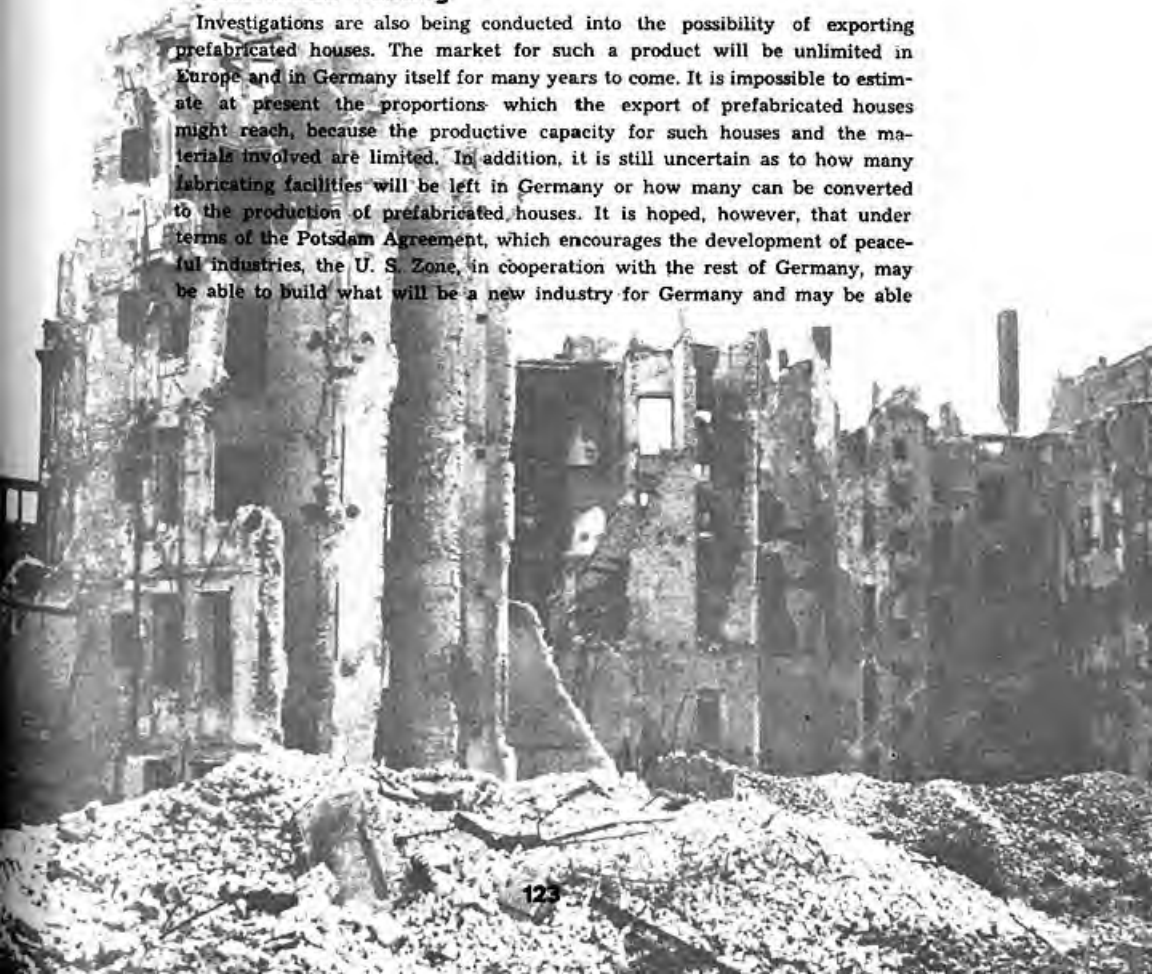 Investigations are also being conducted into the possibility of exporting
prefabricated houses. The market for such a product will be unlimited in
Europe and in Germany itself for many years to come. It is impossible to estim-
ate at present the proportions which the export of prefabricated houses
might reach, because the productive capacity for such houses and the ma-
terials involved are limited. In addition, it is still uncertain as to how many
fabricating facilities will be left in Germany or how many can be converted
to the production of prefabricated houses. It is hoped, however, that under
terms of the Potsdam Agreement, which encourages the development of peace-
ful industries, the U. S. Zone, in cooperation with the rest of Germany, may
be able to build what will be a new industry for Germany and may be able
123